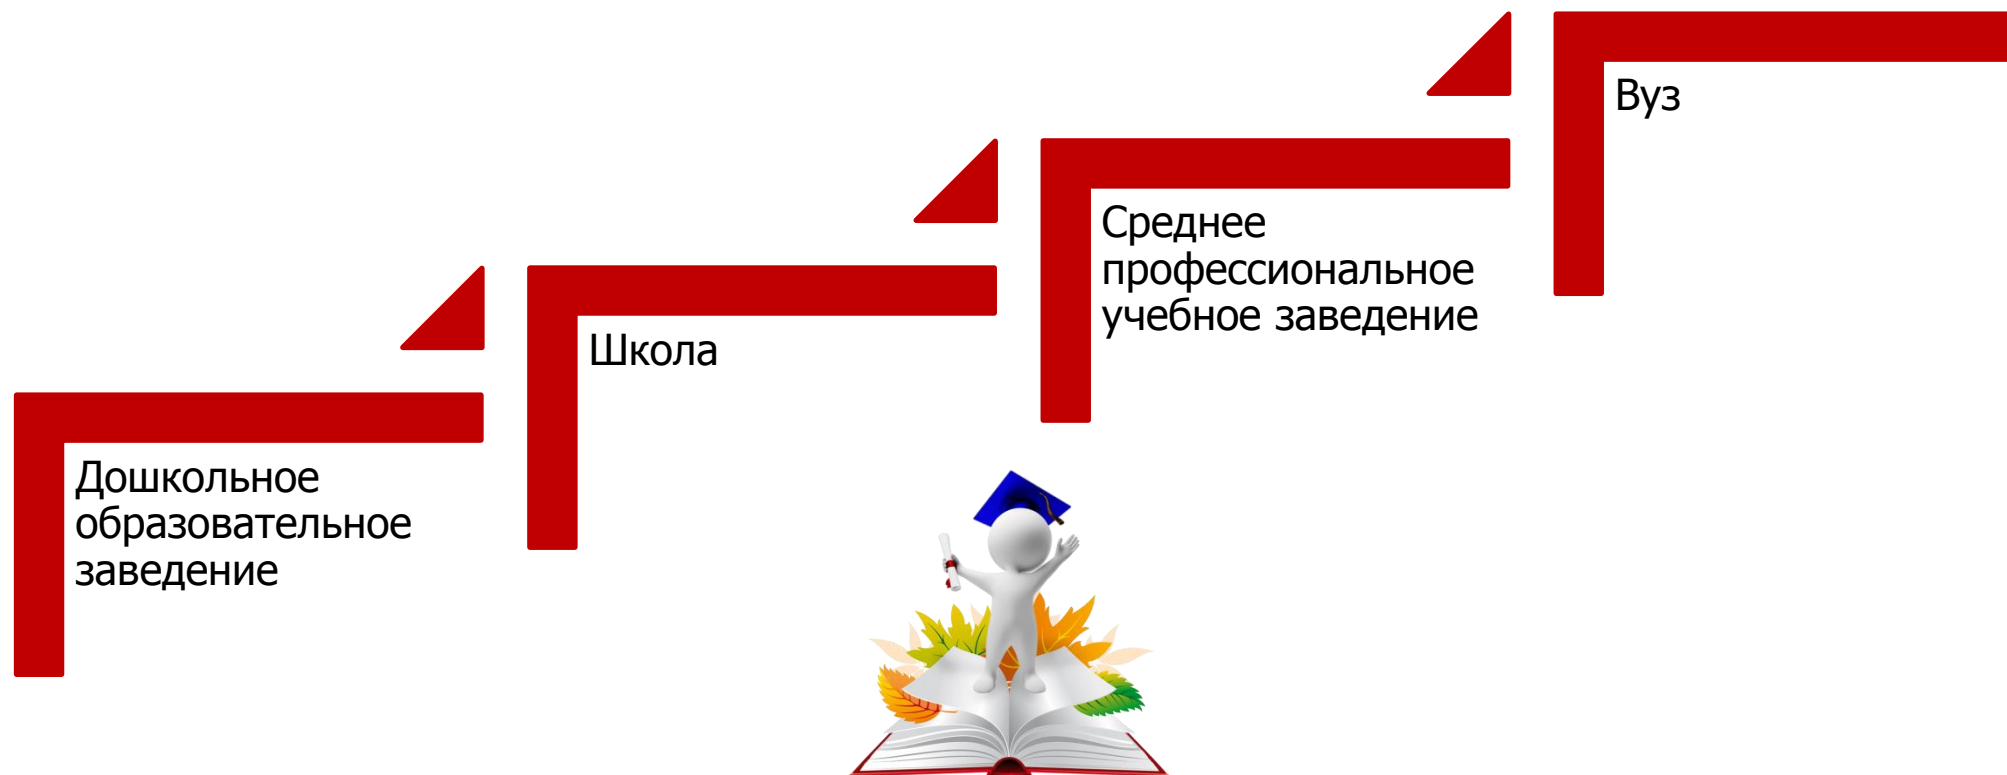 Дошкольное
образовательное
заведение
Школа
Среднее
профессиональное
учебное заведение
Вуз